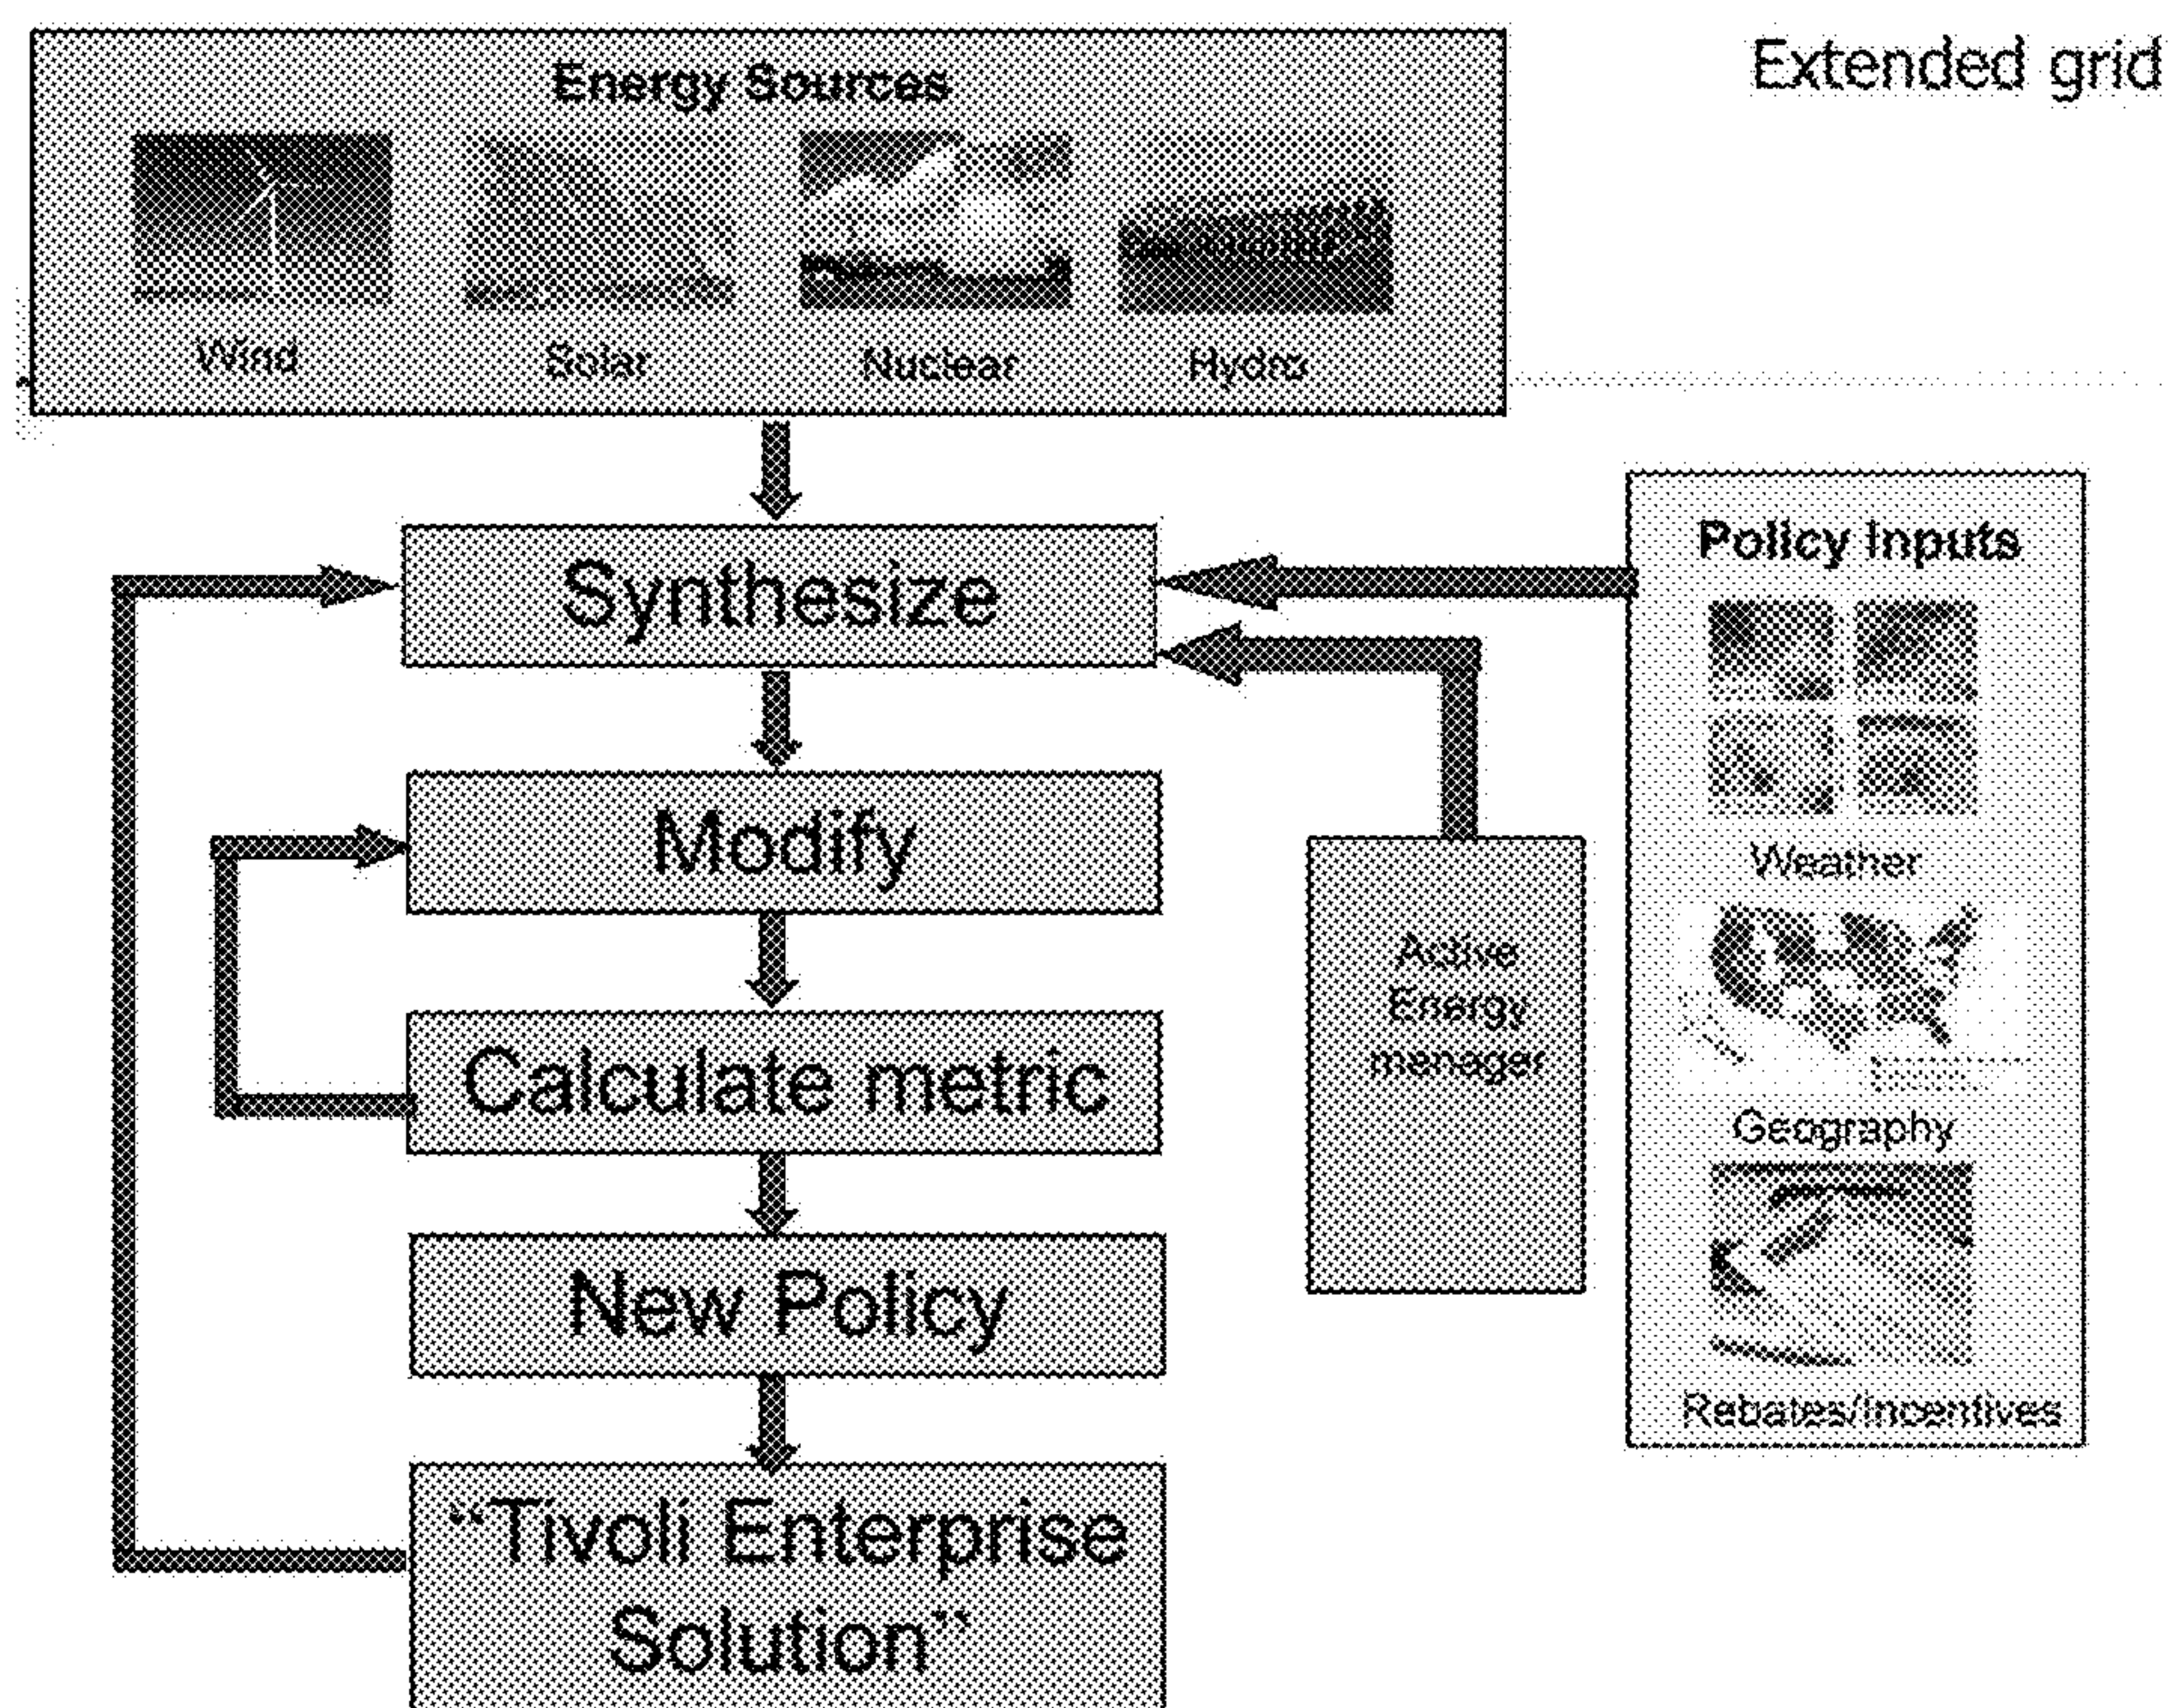 Extended grid
Energy Sources
Wind
Solar
Nuclear
Hydro
Synthesize
Policy Inputs
Modify
Weather
Active
Energy
manager
Calculate metric
Geography
New Policy
Rebates/Incentives
“Tivoli Enterprise
Solution”